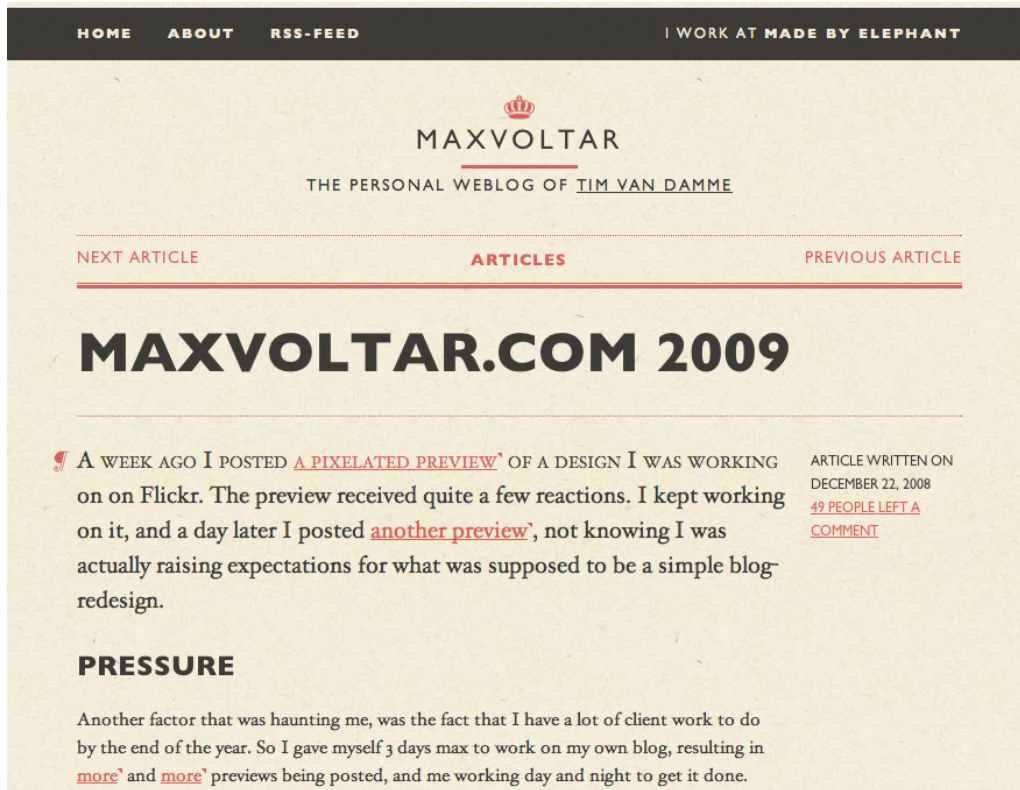 HOME ABOUT RSS-FEED I WORK AT MADE BY ELEPHANT
MAXVOLTAR
THE PERSONAL WEBLOG OF TIM VAN DAMME
NEXT ARTICLE ARTICLES PREVIOUS ARTICLE
MAXVOLTAR.COM 2009
¶ A WEEK AGO I POSTED A PIXELATED PREVIEW OF A DESIGN I WAS WORKING
on on Flickr. The preview received quite a few reactions. I kept working
on it, and a day later I posted another preview, not knowing I was
actually raising expectations for what was supposed to be a simple blog-
redesign.
ARTICLE WRITTEN ON
DECEMBER 22, 2008
49 PEOPLE LEFT A
COMMENT
PRESSURE
Another factor that was haunting me, was the fact that I have a lot of client work to do
by the end of the year. So I gave myself 3 days max to work on my own blog, resulting in
more and more previews being posted, and me working day and night to get it done.